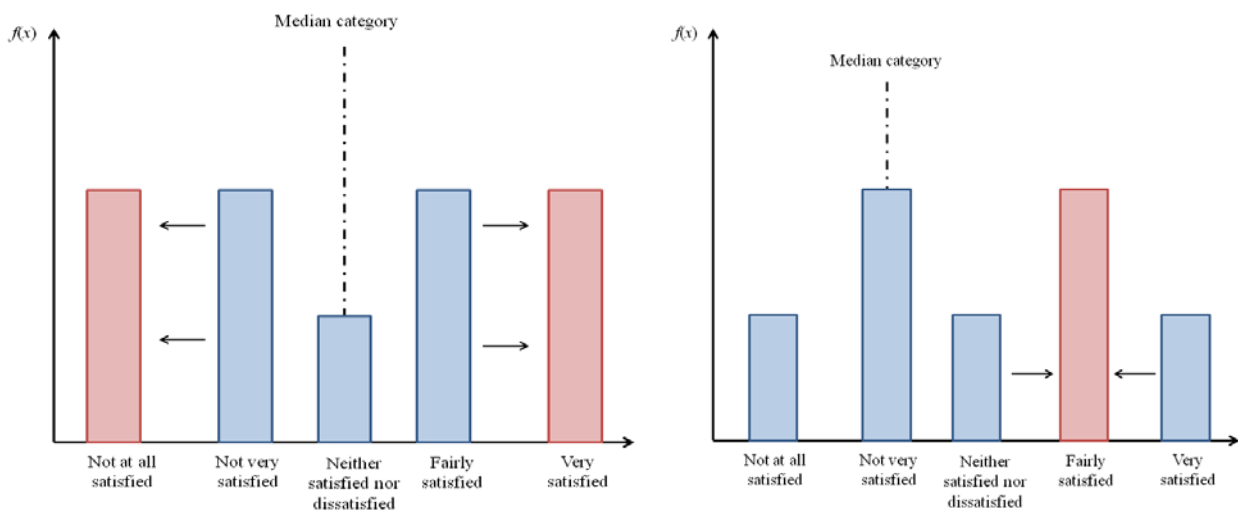 Median category
f(x)
Not at all
satisfied
Not very
satisfied
Neither
satisfied nor
dissatisfied
Fairly
satisfied
Very
satisfied
f(x)
Median category
Not at all
satisfied
Not very
satisfied
Neither
satisfied nor
dissatisfied
Fairly
satisfied
Very
satisfied